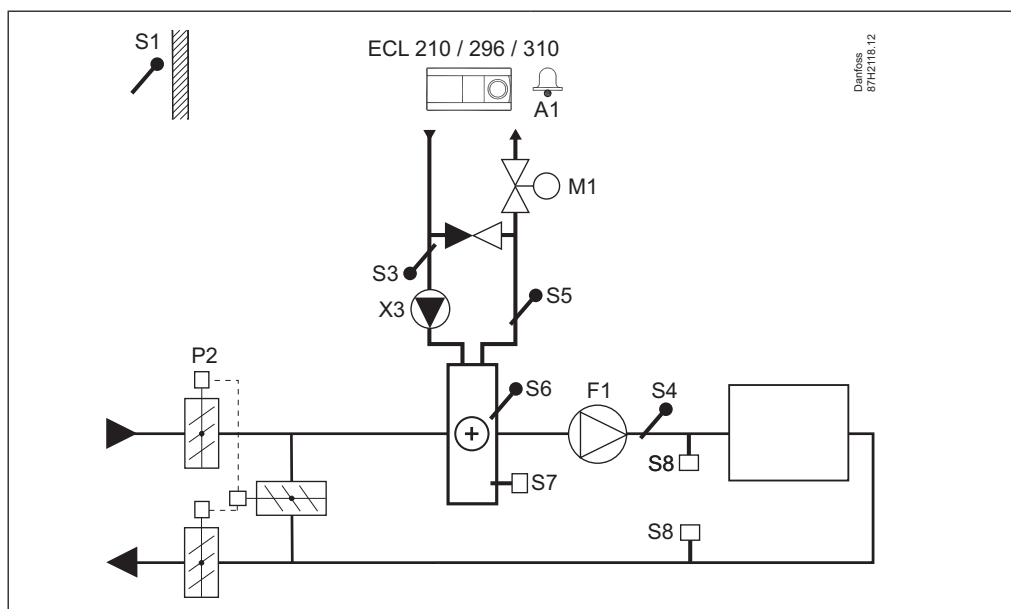 S1
ECL 210 / 296 / 310
A1
Danfoss
87H2118.12
M1
S3
X3
S5
P2
S6
F1
S4
S8
S7
S8
+